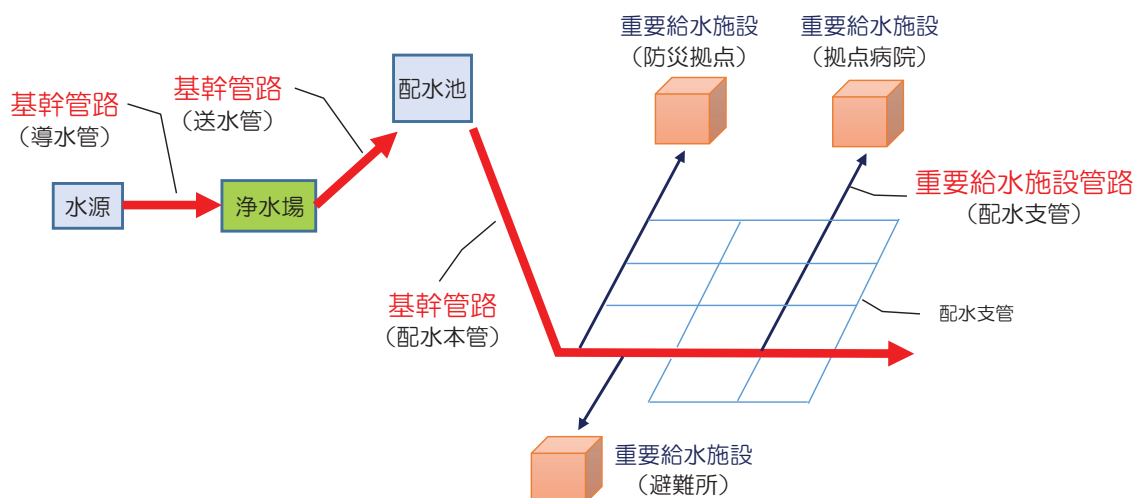 重要給水施設
（防災拠点）
重要給水施設
（拠点病院）
基幹管路
（導水管）
基幹管路
（送水管）
配水池
水源
浄水場
重要給水施設管路
（配水支管）
基幹管路
（配水本管）
配水支管
重要給水施設
（避難所）